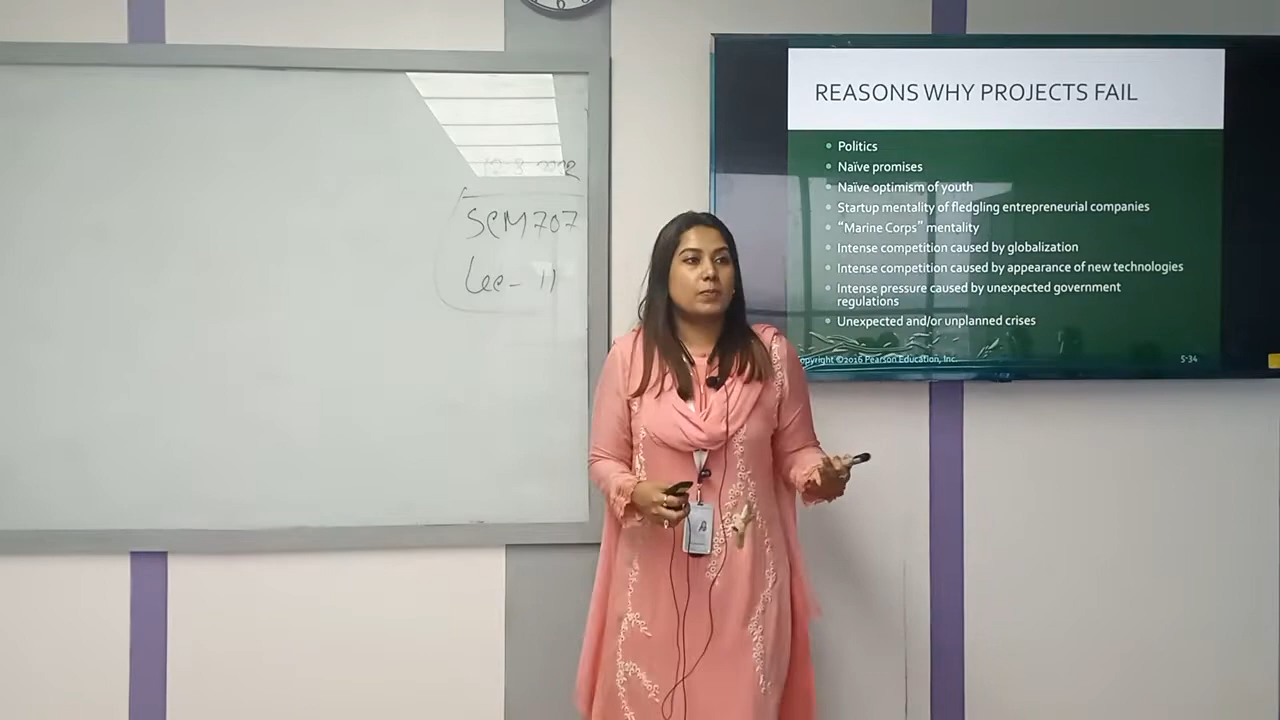 SCM707
Lec-11
REASONS WHY PROJECTS FAIL
• Politics
• Naïve promises
• Naïve optimism of youth
• Startup mentality of fledgling entrepreneurial companies
• “Marine Corps” mentality
• Intense competition caused by globalization
• Intense competition caused by appearance of new technologies
• Intense pressure caused by unexpected government
regulations
• Unexpected and/or unplanned crises
opyright ©2016 Pearson Education, Inc.
5-34